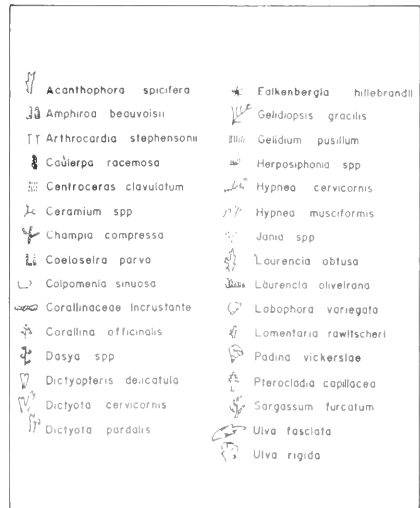 Acanthophora spicifera
Amphiroa beauvoisii
Arthrocardia stephensonii
Caulerpa racemosa
Centroceras clavulatum
Ceramium spp
Champia compressa
Coeloseira parva
Colpomenia sinuosa
Corallinaceae Incrustante
Corallina officinalis
Dasya spp
Dictyopteris delicatula
Dictyota cervicornis
Dictyota pardalis
Falkenbergia hillebrandii
Gelidiopsis gracilis
Gelidium pusillum
Herposiphonia spp
Hypnea cervicornis
Hypnea musciformis
Jania spp
Laurencia obtusa
Laurencia oliveirana
Lobophora variegata
Lomentaria rawitscheri
Padina vickersiae
Pterocladia capillacea
Sargassum furcatum
Ulva fasciata
Ulva rigida